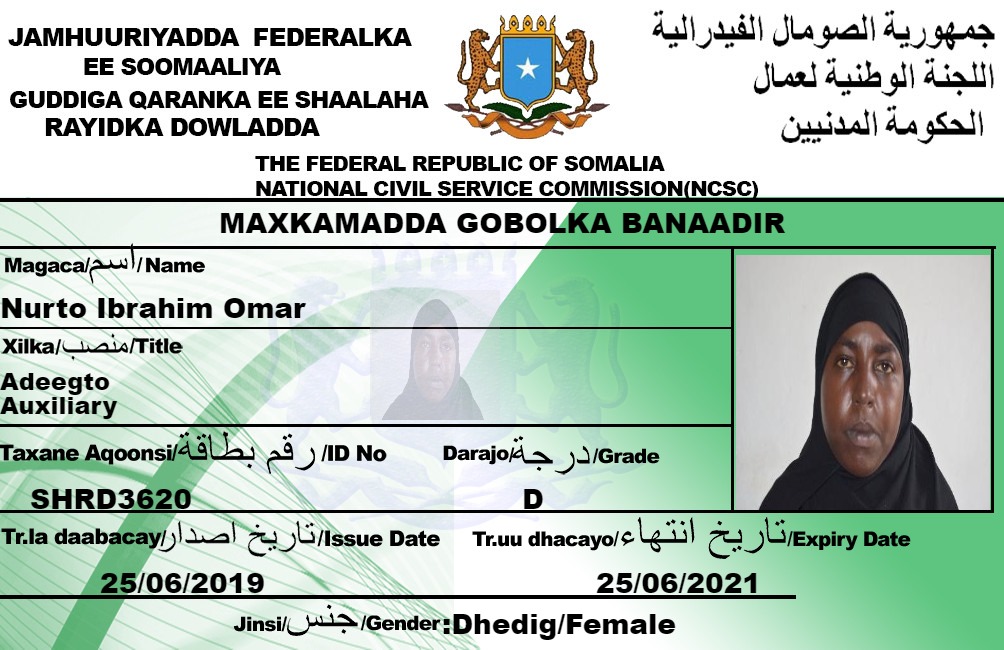 JAMHUURIYADDA FEDERALKA
EE SOOMAALIYA
GUDDIGA QARANKA EE SHAALAHA
RAYIDKA DOWLADDA
جمهورية الصومال الفيدرالية
اللجنة الوطنية لعمال
الحكومة المدنيين
THE FEDERAL REPUBLIC OF SOMALIA
NATIONAL CIVIL SERVICE COMMISSION(NCSC)
MAXKAMADDA GOBOLKA BANAADIR
Magaca/اسم/Name
Nurto Ibrahim Omar
Xilka/منصب/Title
Adeegto
Auxiliary
Taxane Aqoonsi/رقم بطاقة/ID No Darajo/درجة/Grade
SHRD3620 D
Tr.la daabacay/تاريخ اصدار/Issue Date Tr.uu dhacayo/تاريخ انتهاء/Expiry Date
25/06/2019 25/06/2021
Jinsi/جنس/Gender:Dhedig/Female